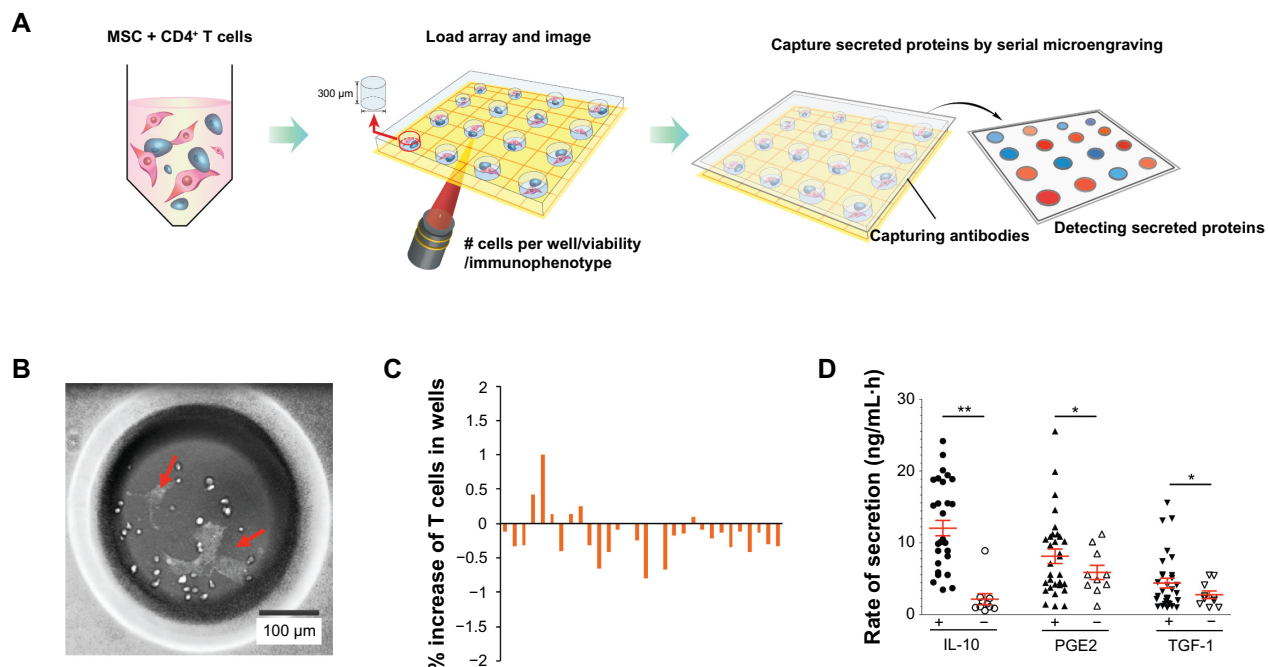 A
MSC + CD4⁺ T cells
Load array and image
Capture secreted proteins by serial microengraving
300 µm
# cells per well/viability
/immunophenotype
Capturing antibodies
Detecting secreted proteins
B
100 µm
C
% increase of T cells in wells
2
1.5
1
0.5
0
−0.5
−1
−1.5
−2
D
Rate of secretion (ng/mL·h)
30
20
10
0
**
*
*
+ − + − + −
IL-10 PGE2 TGF-1